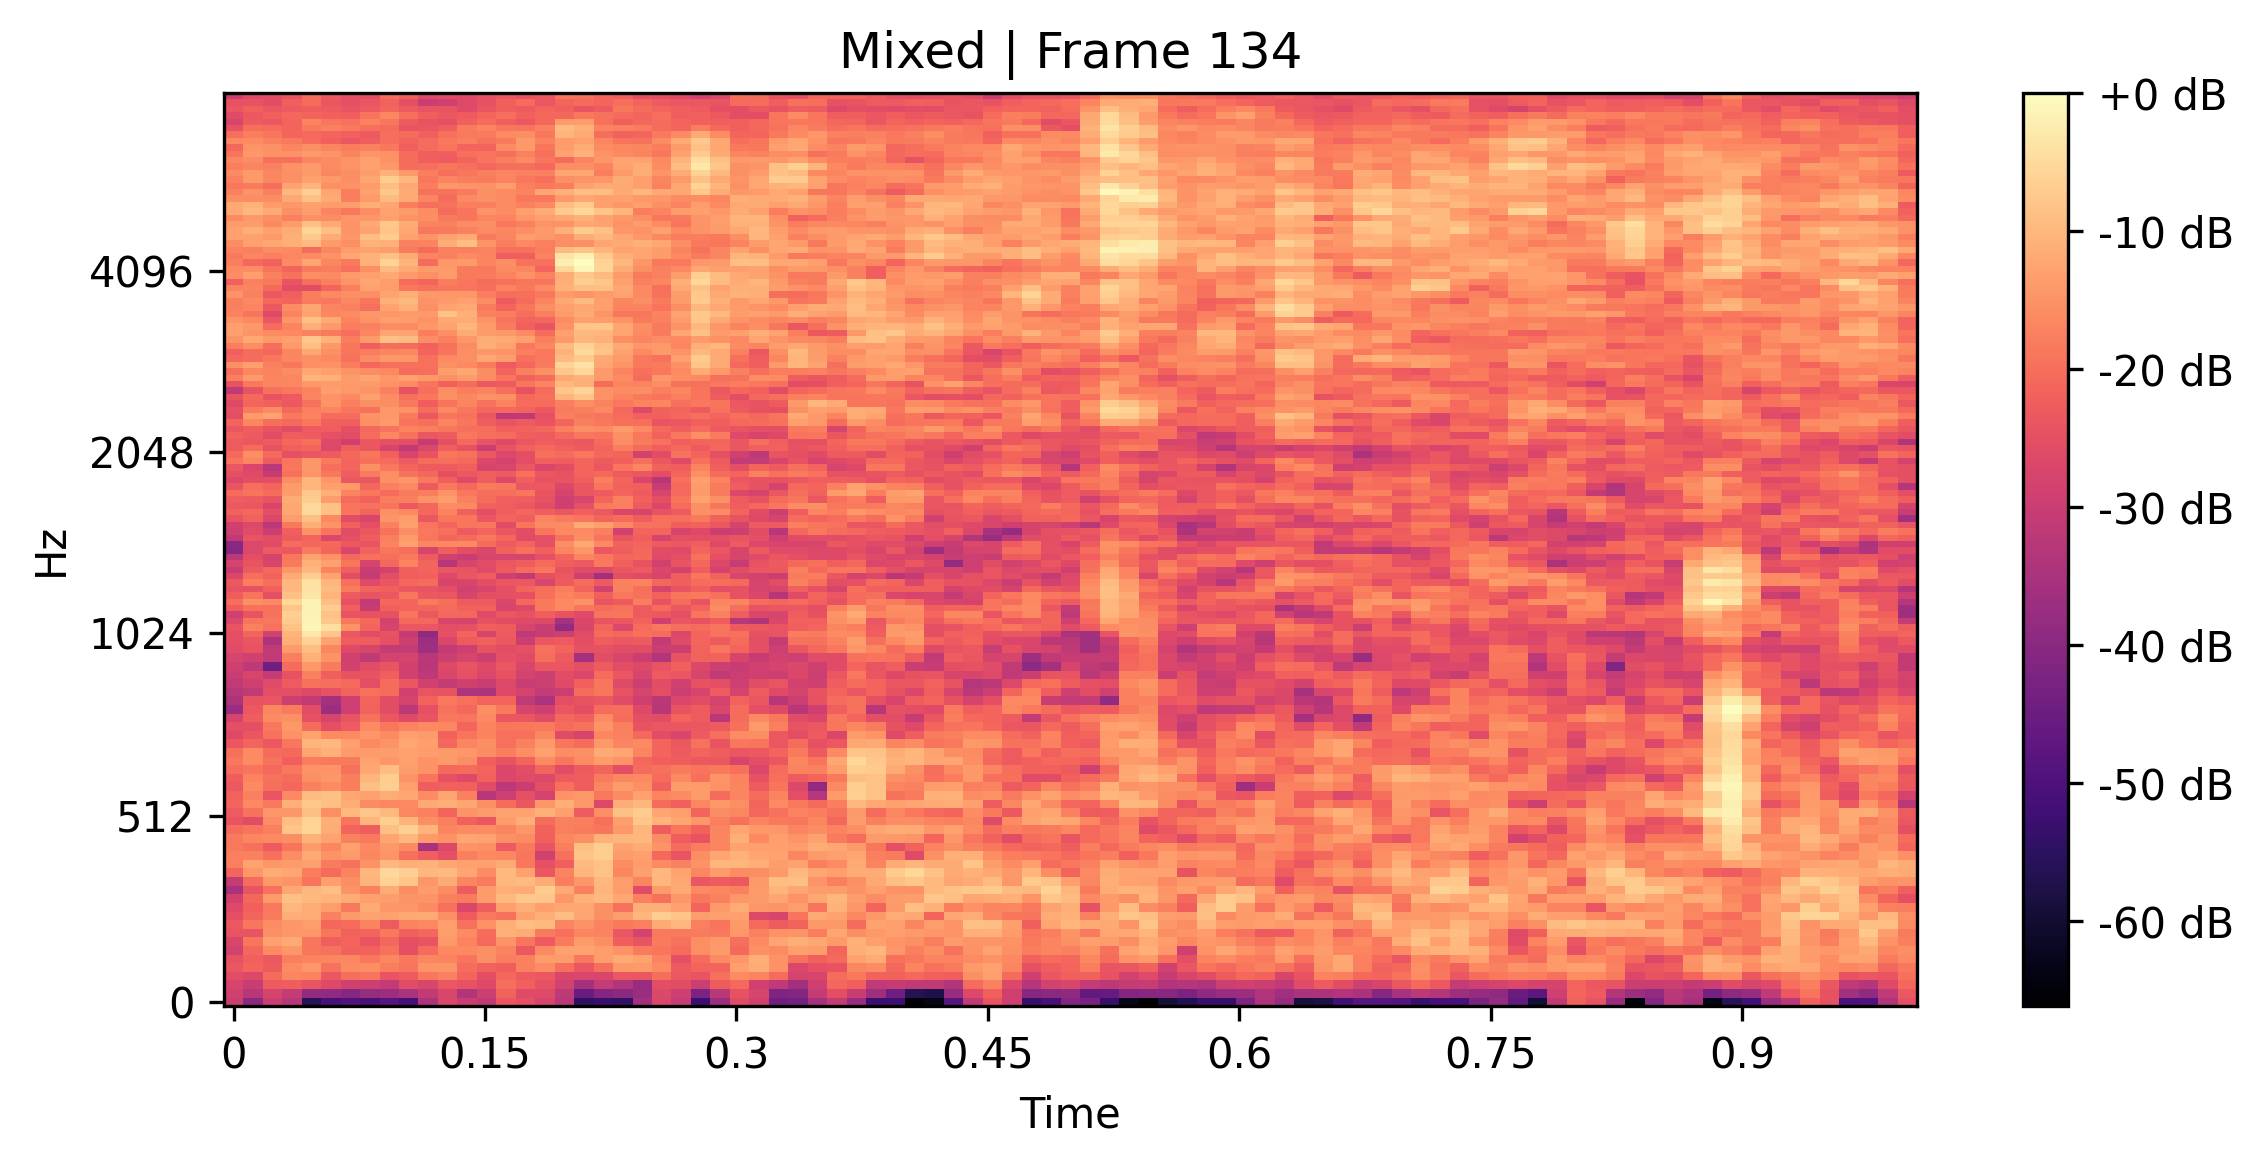 Mixed | Frame 134
+0 dB
-10 dB
-20 dB
-30 dB
-40 dB
-50 dB
-60 dB
Hz
4096
2048
1024
512
0
0 0.15 0.3 0.45 0.6 0.75 0.9
Time